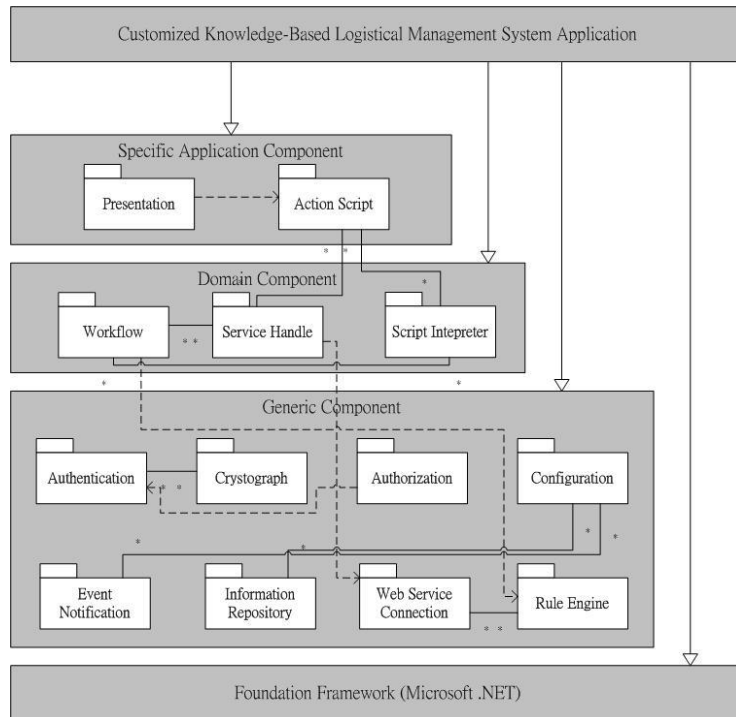 Customized Knowledge-Based Logistical Management System Application
Specific Application Component
Presentation
Action Script
* *
Domain Component
*
Workflow
Service Handle
Script Intepreter
* *
* *
Generic Component
Authentication
Crystograph
Authorization
Configuration
* *
* * * *
Event
Notification
Information
Repository
Web Service
Connection
Rule Engine
* *
Foundation Framework (Microsoft .NET)